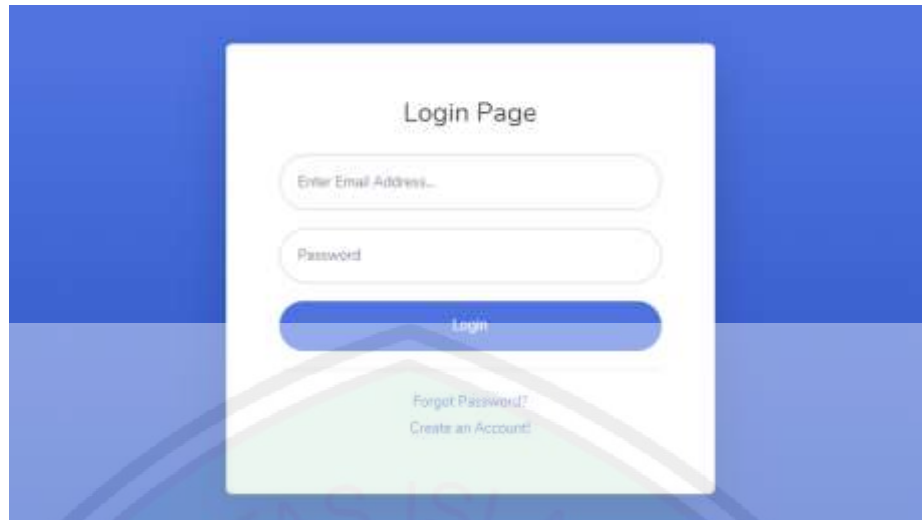 Login Page
Enter Email Address...
Password
Login
Forgot Password?
Create an Account!